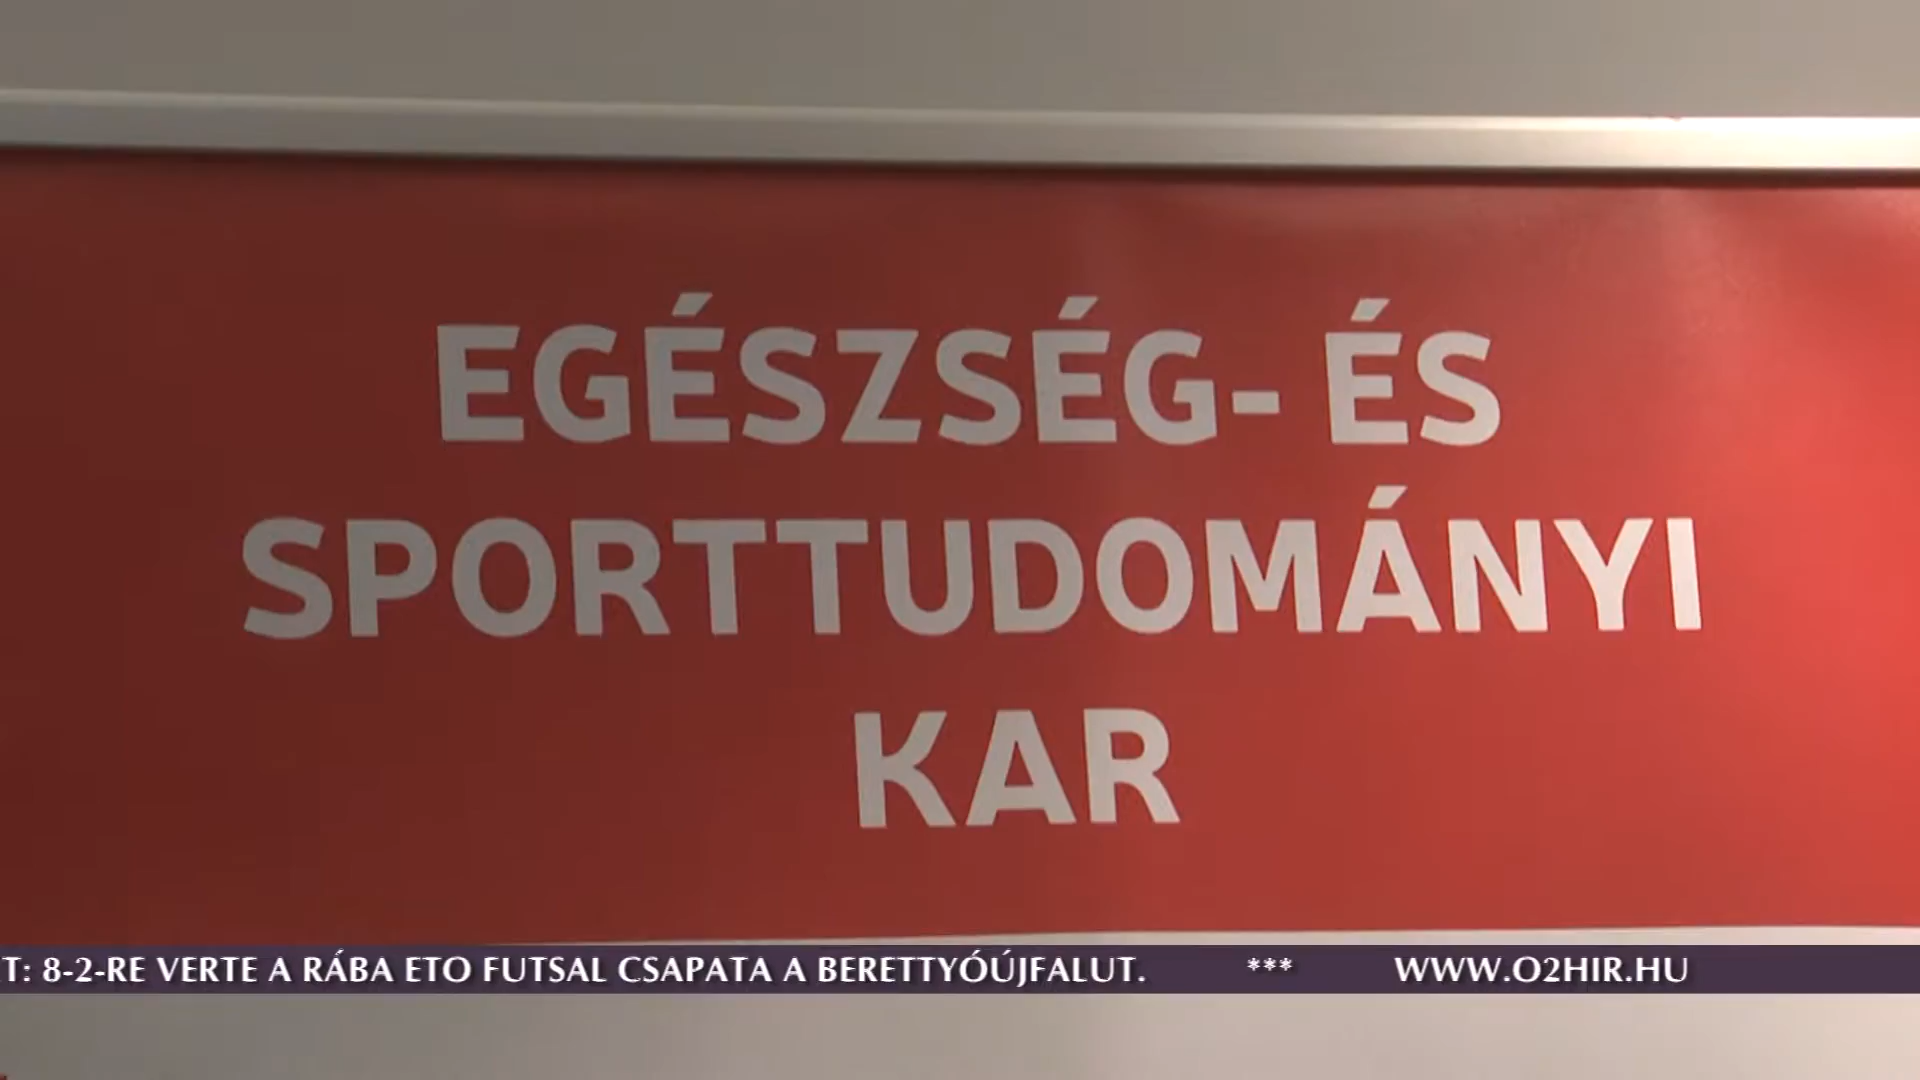 EGÉSZSÉG- ÉS
SPORTTUDOMÁNYI
KAR
T: 8-2-RE VERTE A RÁBA ETO FUTSAL CSAPATA A BERETTYÓÚJFALUT. *** WWW.O2HIR.HU